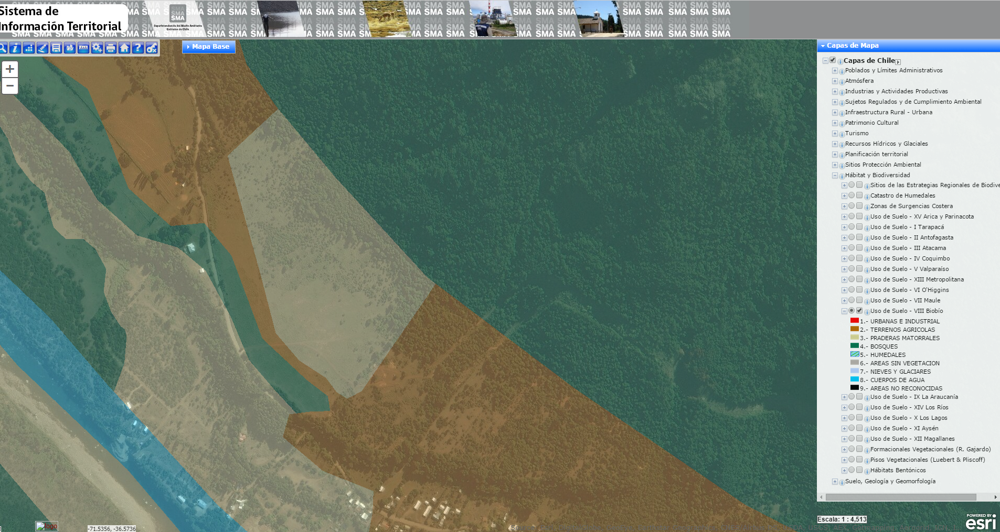 Sistema de
Información Territorial
SMA
Superintendencia del Medio Ambiente
Gobierno de Chile
Mapa Base
+
−
Capas de Mapa
Capas de Chile
Poblados y Límites Administrativos
Atmósfera
Industrias y Actividades Productivas
Sujetos Regulados y de Cumplimiento Ambiental
Infraestructura Rural - Urbana
Patrimonio Cultural
Turismo
Recursos Hídricos y Glaciales
Planificación territorial
Sitios Protección Ambiental
Hábitat y Biodiversidad
Sitios de las Estrategias Regionales de Biodive
Catastro de Humedales
Zonas de Surgencias Costera
Uso de Suelo - XV Arica y Parinacota
Uso de Suelo - I Tarapacá
Uso de Suelo - II Antofagasta
Uso de Suelo - III Atacama
Uso de Suelo - IV Coquimbo
Uso de Suelo - V Valparaíso
Uso de Suelo - XIII Metropolitana
Uso de Suelo - VI O'Higgins
Uso de Suelo - VII Maule
Uso de Suelo - VIII Biobío
1.- URBANAS E INDUSTRIAL
2.- TERRENOS AGRICOLAS
3.- PRADERAS MATORRALES
4.- BOSQUES
5.- HUMEDALES
6.- AREAS SIN VEGETACION
7.- NIEVES Y GLACIARES
8.- CUERPOS DE AGUA
9.- AREAS NO RECONOCIDAS
Uso de Suelo - IX La Araucanía
Uso de Suelo - XIV Los Ríos
Uso de Suelo - X Los Lagos
Uso de Suelo - XI Aysén
Uso de Suelo - XII Magallanes
Formacionales Vegetacionales (R. Gajardo)
Pisos Vegetacionales (Luebert & Pliscoff)
Hábitats Bentónicos
Suelo, Geología y Geomorfología
Escala: 1 : 4,513
POWERED BY
esri
logo
-71.5356, -36.5736